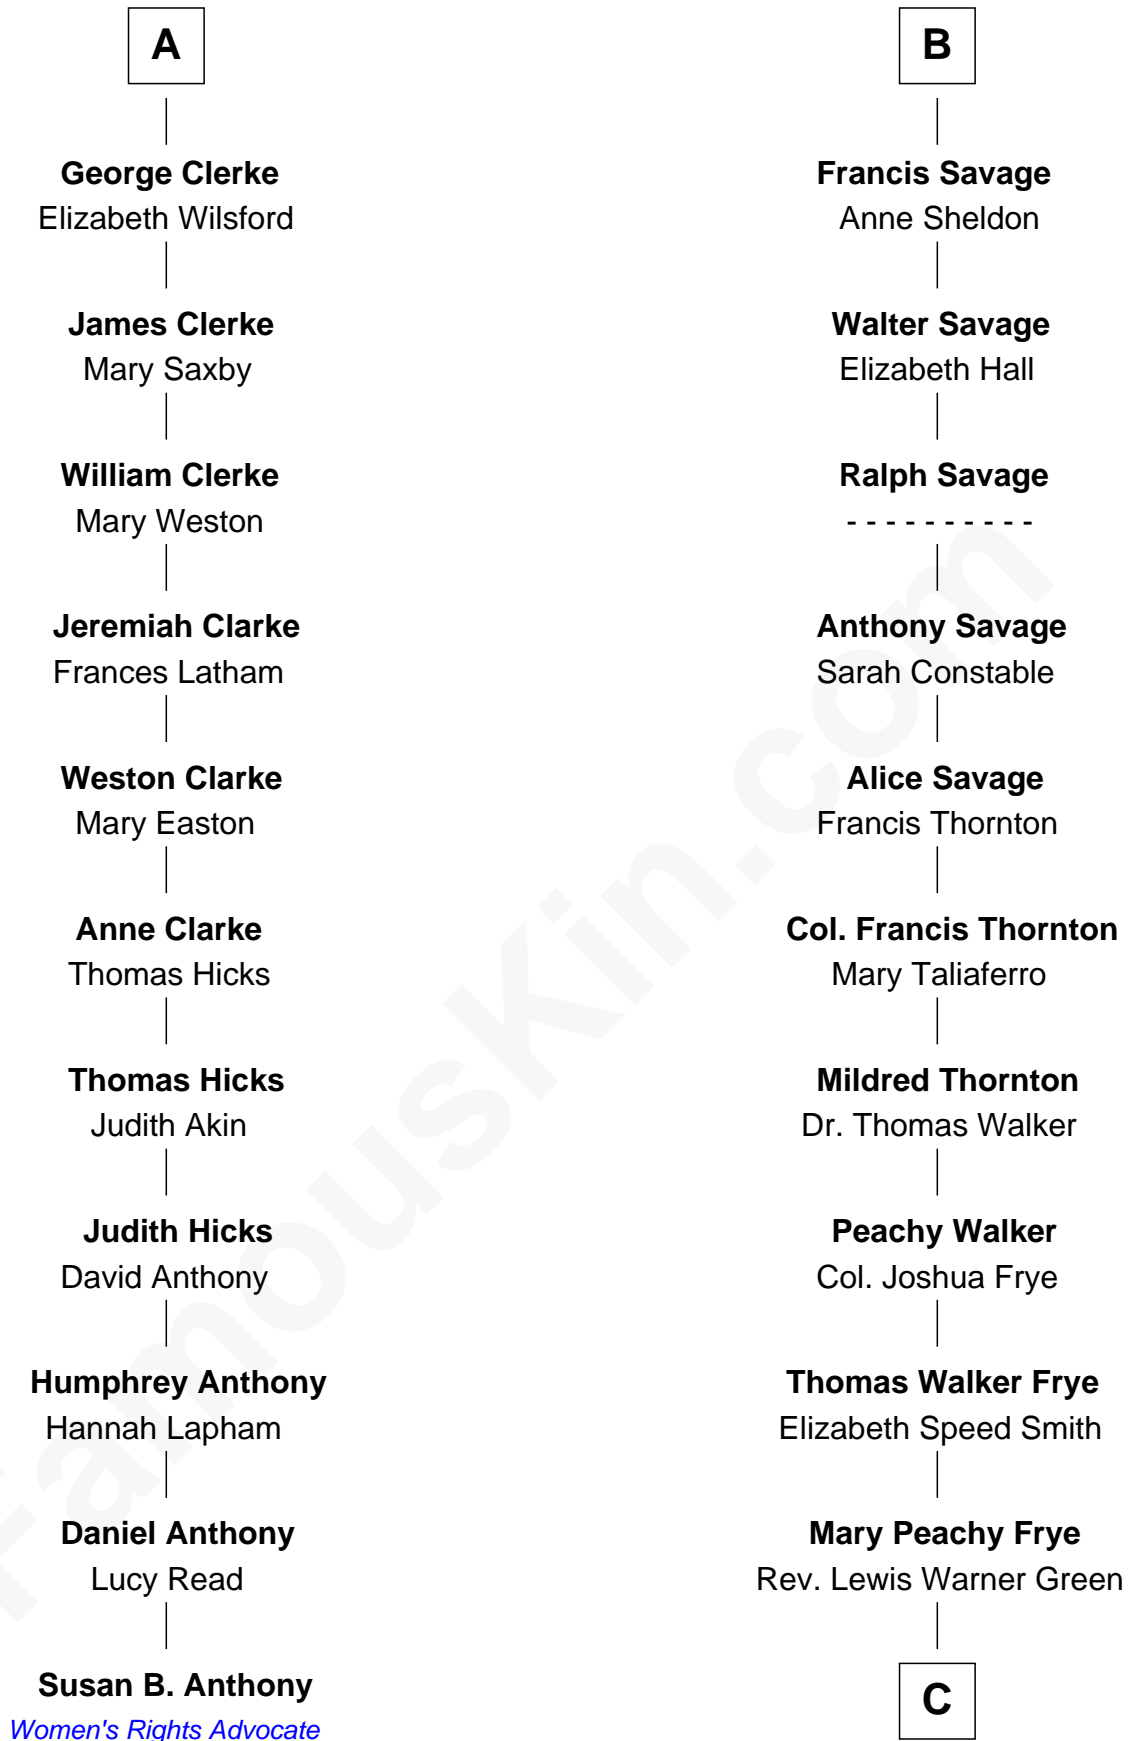 A
George Clerke
Elizabeth Wilsford
James Clerke
Mary Saxby
William Clerke
Mary Weston
Jeremiah Clarke
Frances Latham
Weston Clarke
Mary Easton
Anne Clarke
Thomas Hicks
Thomas Hicks
Judith Akin
Judith Hicks
David Anthony
Humphrey Anthony
Hannah Lapham
Daniel Anthony
Lucy Read
Susan B. Anthony
Women's Rights Advocate
B
Francis Savage
Anne Sheldon
Walter Savage
Elizabeth Hall
Ralph Savage
- - - - - - - - - -
Anthony Savage
Sarah Constable
Alice Savage
Francis Thornton
Col. Francis Thornton
Mary Taliaferro
Mildred Thornton
Dr. Thomas Walker
Peachy Walker
Col. Joshua Frye
Thomas Walker Frye
Elizabeth Speed Smith
Mary Peachy Frye
Rev. Lewis Warner Green
C
FamousKin.com